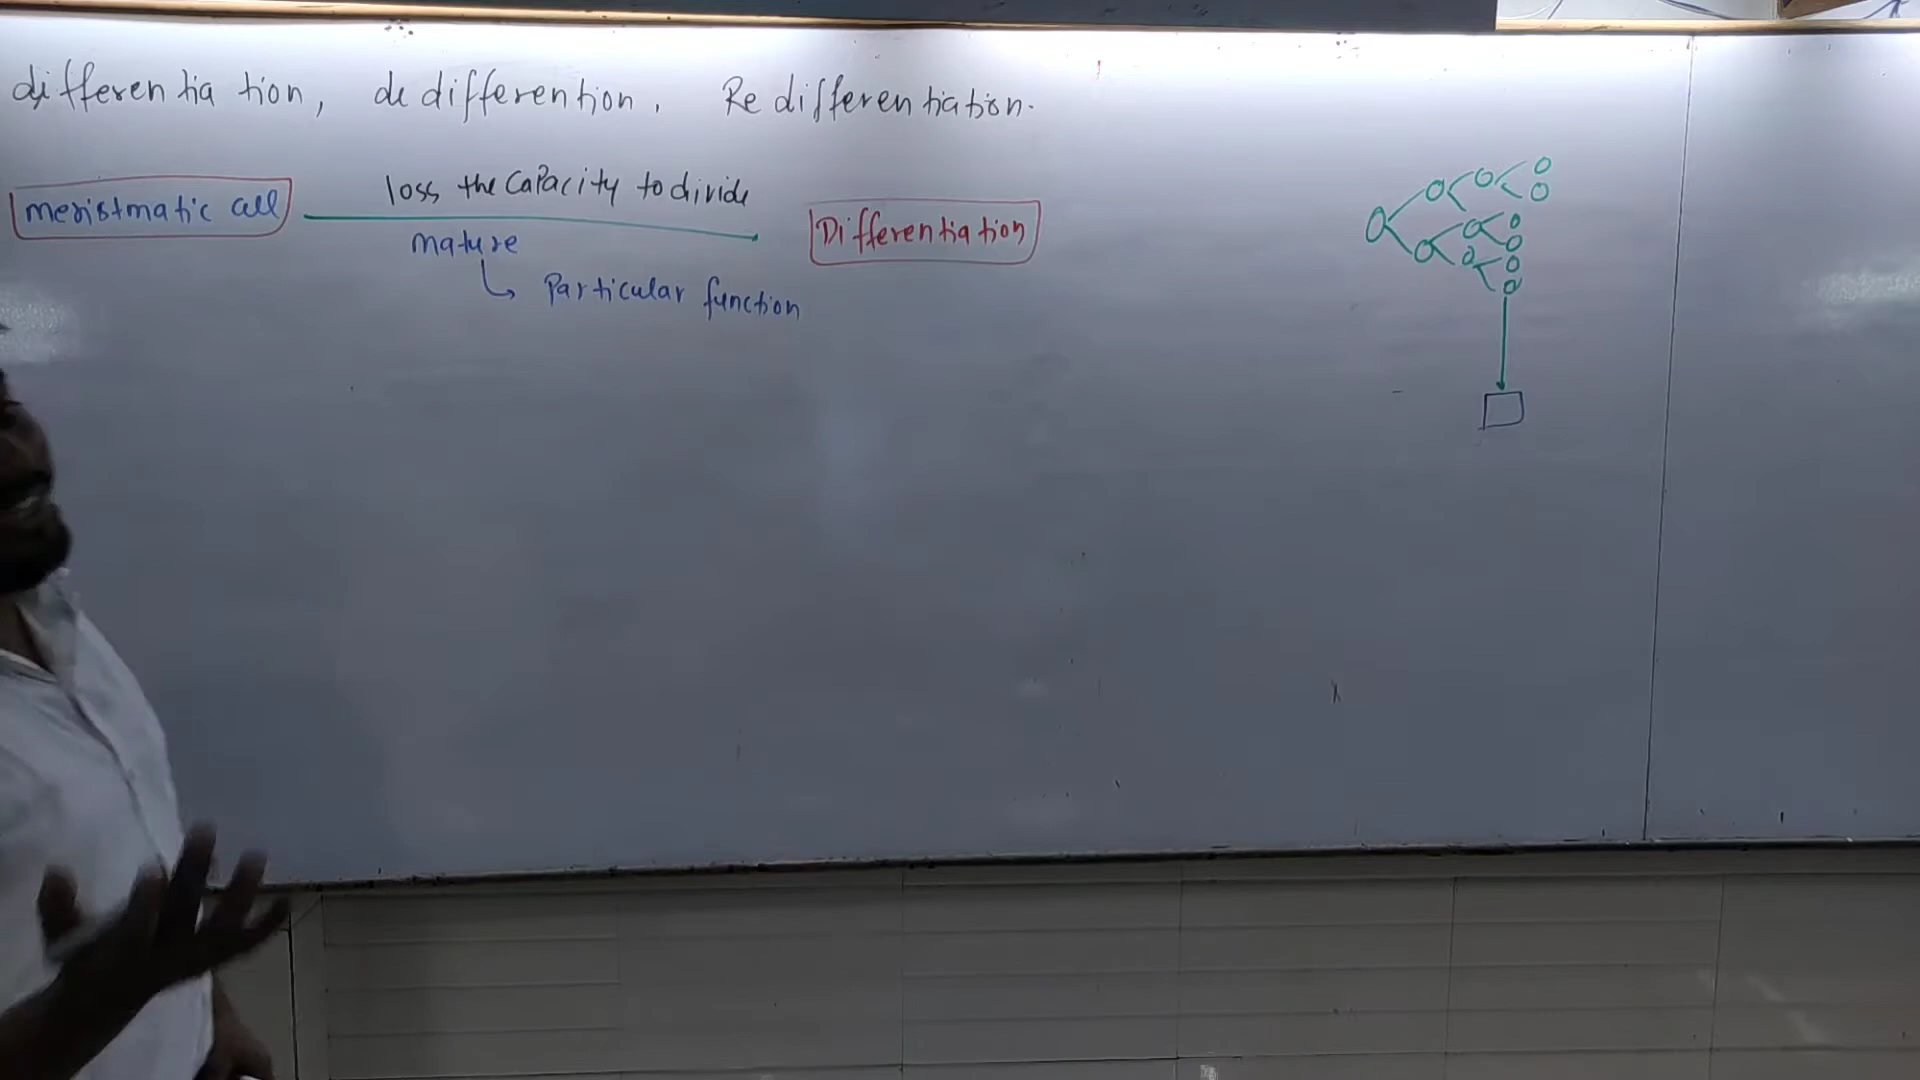 differentiation, dedifferention. Redifferentiation.
meristmatic cell loss the capacity to divide Differentiation
mature
Particular function